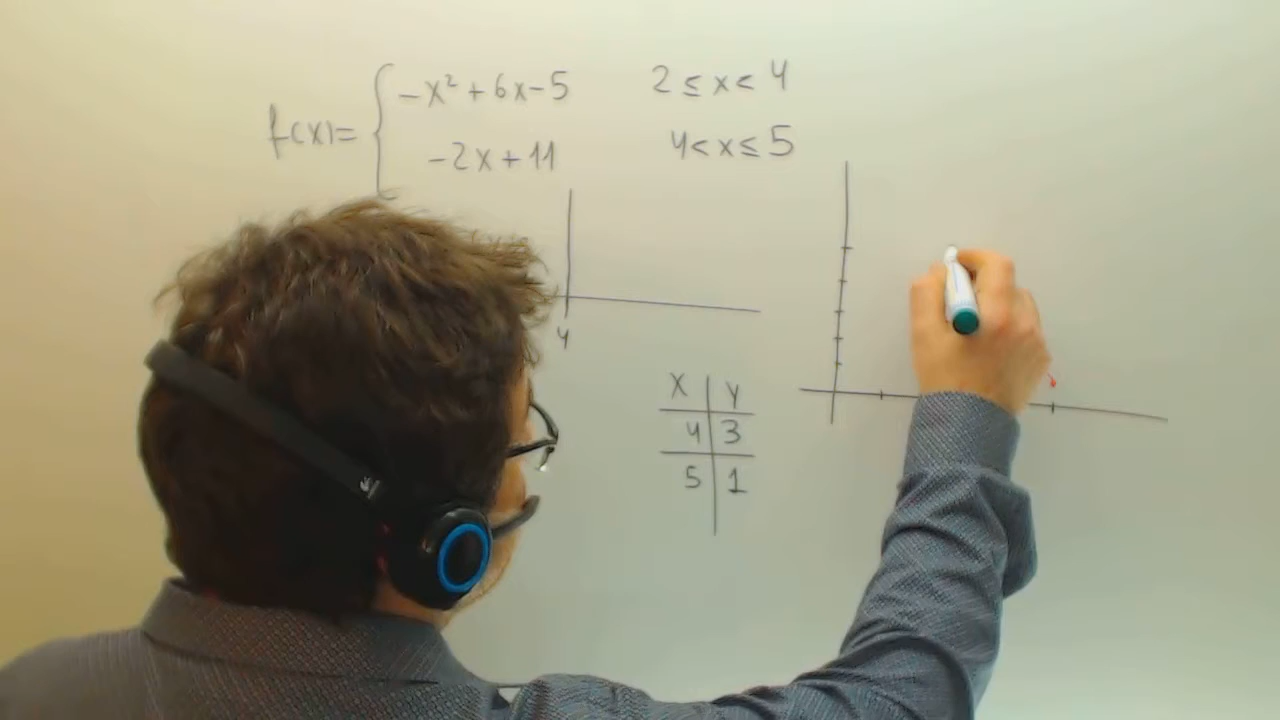 f(x)= { -x²+6x-5 2≤x<4
-2x+11 4<x≤5
4
X Y
4 3
5 1